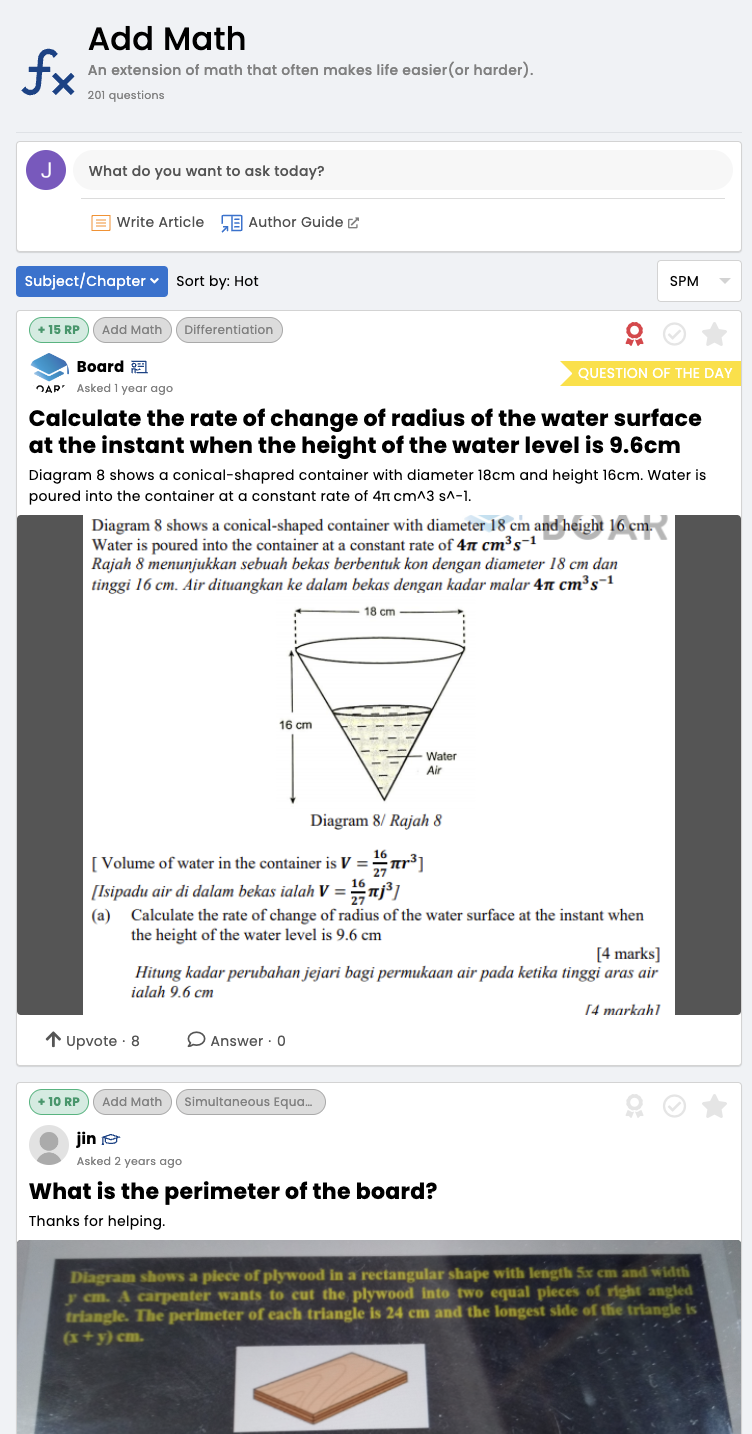 Add Math
An extension of math that often makes life easier(or harder).
201 questions
J
What do you want to ask today?
Write Article
Author Guide
Subject/Chapter
Sort by: Hot
SPM
+ 15 RP
Add Math
Differentiation
Board
Asked 1 year ago
QUESTION OF THE DAY
Calculate the rate of change of radius of the water surface
at the instant when the height of the water level is 9.6cm
Diagram 8 shows a conical-shapred container with diameter 18cm and height 16cm. Water is
poured into the container at a constant rate of 4π cm^3 s^-1.
BOAR
Diagram 8 shows a conical-shaped container with diameter 18 cm and height 16 cm.
Water is poured into the container at a constant rate of 4π cm³s⁻¹
Rajah 8 menunjukkan sebuah bekas berbentuk kon dengan diameter 18 cm dan
tinggi 16 cm. Air dituangkan ke dalam bekas dengan kadar malar 4π cm³s⁻¹
18 cm
16 cm
Water
Air
Diagram 8/ Rajah 8
[ Volume of water in the container is V = 16/27 πr³]
[Isipadu air di dalam bekas ialah V = 16/27 πj³]
(a) Calculate the rate of change of radius of the water surface at the instant when
the height of the water level is 9.6 cm
[4 marks]
Hitung kadar perubahan jejari bagi permukaan air pada ketika tinggi aras air
ialah 9.6 cm
[4 markah]
Upvote · 8
Answer · 0
+ 10 RP
Add Math
Simultaneous Equa...
jin
Asked 2 years ago
What is the perimeter of the board?
Thanks for helping.
Diagram shows a piece of plywood in a rectangular shape with length 5x cm and width
y cm. A carpenter wants to cut the plywood into two equal pieces of right angled
triangle. The perimeter of each triangle is 24 cm and the longest side of the triangle is
(x + y) cm.